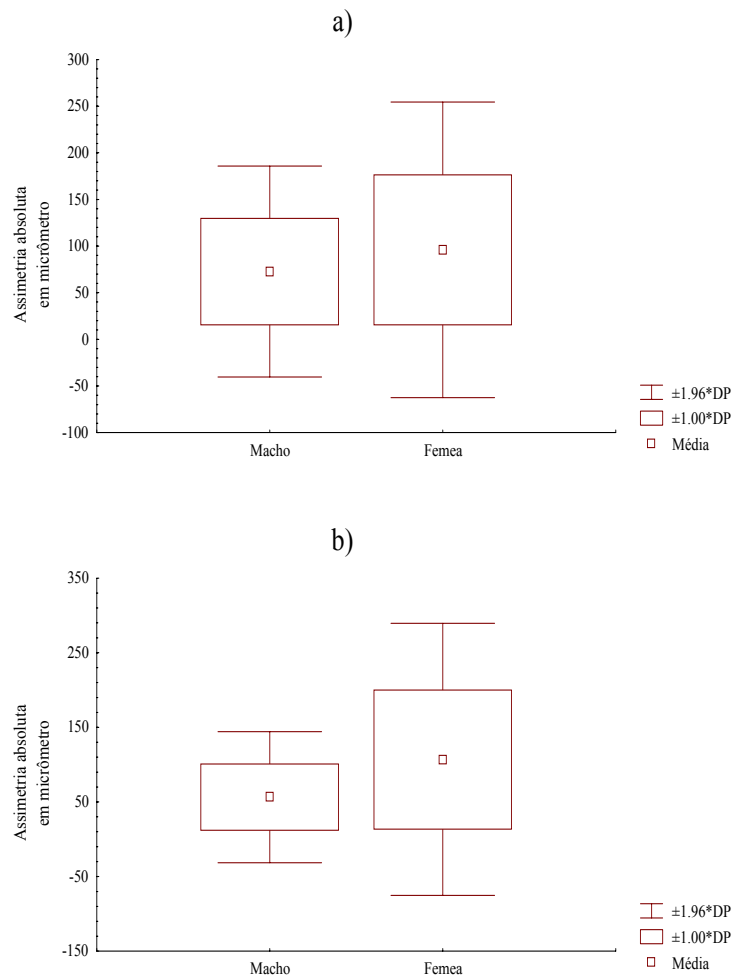 a)
300
250
200
150
100
50
0
-50
-100
Assimetria absoluta
em micrômetro
Macho
Femea
±1.96*DP
±1.00*DP
Média
b)
350
250
150
50
-50
-150
Assimetria absoluta
em micrômetro
Macho
Femea
±1.96*DP
±1.00*DP
Média